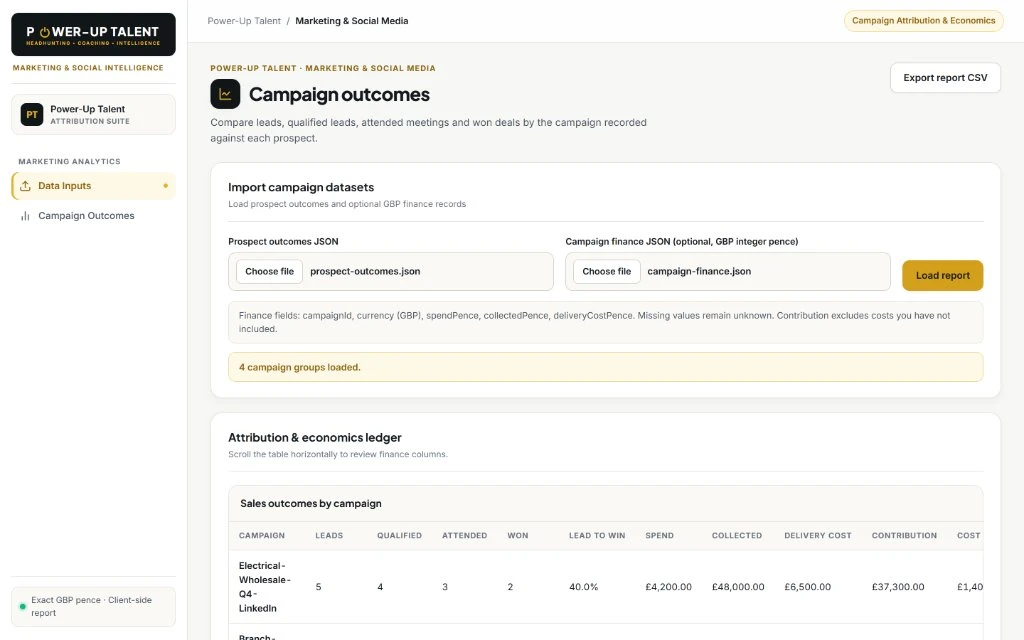 P WER-UP TALENT
HEADHUNTING • COACHING • INTELLIGENCE
MARKETING & SOCIAL INTELLIGENCE
PT
Power-Up Talent
ATTRIBUTION SUITE
MARKETING ANALYTICS
Data Inputs
Campaign Outcomes
Exact GBP pence · Client-side
report
Power-Up Talent / Marketing & Social Media
Campaign Attribution & Economics
POWER-UP TALENT · MARKETING & SOCIAL MEDIA
Campaign outcomes
Export report CSV
Compare leads, qualified leads, attended meetings and won deals by the campaign recorded
against each prospect.
Import campaign datasets
Load prospect outcomes and optional GBP finance records
Prospect outcomes JSON
Choose file prospect-outcomes.json
Campaign finance JSON (optional, GBP integer pence)
Choose file campaign-finance.json
Load report
Finance fields: campaignId, currency (GBP), spendPence, collectedPence, deliveryCostPence. Missing values remain unknown. Contribution excludes costs you have not
included.
4 campaign groups loaded.
Attribution & economics ledger
Scroll the table horizontally to review finance columns.
Sales outcomes by campaign
CAMPAIGN LEADS QUALIFIED ATTENDED WON LEAD TO WIN SPEND COLLECTED DELIVERY COST CONTRIBUTION COST
Electrical-
Wholesale-
Q4-
LinkedIn
5 4 3 2 40.0% £4,200.00 £48,000.00 £6,500.00 £37,300.00 £1,40
Branch-